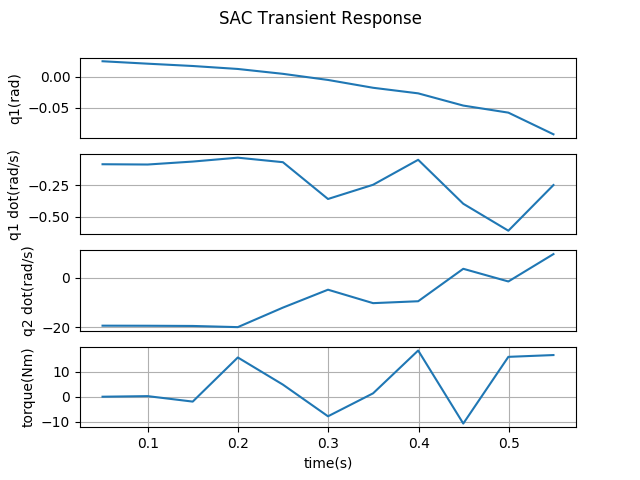 SAC Transient Response
0.00
−0.05
q1(rad)
−0.25
−0.50
q1 dot(rad/s)
0
−20
q2 dot(rad/s)
10
0
−10
torque(Nm)
0.1 0.2 0.3 0.4 0.5
time(s)